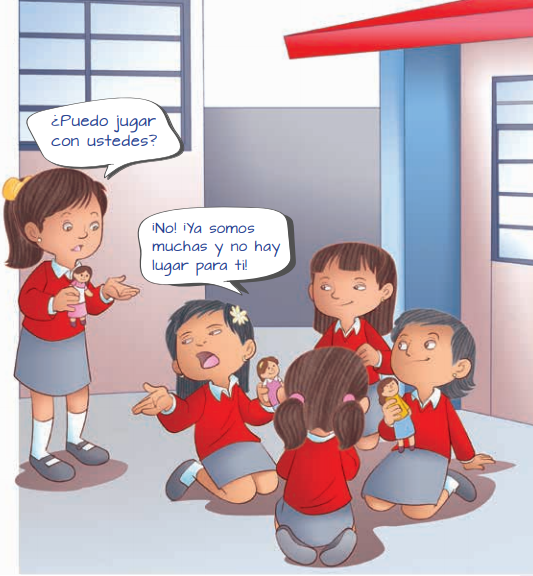 ¿Puedo jugar
con ustedes?
¡No! ¡Ya somos
muchas y no hay
lugar para ti!